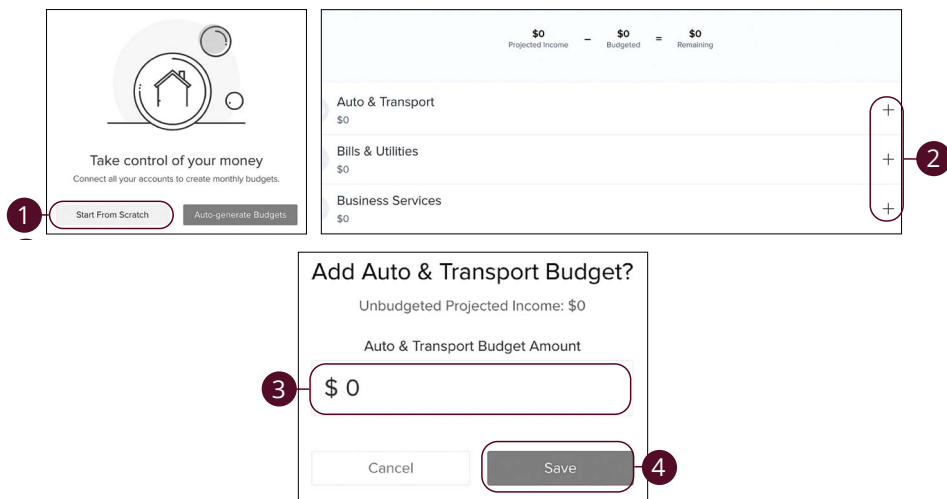 Take control of your money
Connect all your accounts to create monthly budgets.
1
Start From Scratch
Auto-generate Budgets
$0 – $0 = $0
Projected Income Budgeted Remaining
Auto & Transport
$0
+
Bills & Utilities
$0
+
2
Business Services
$0
+
Add Auto & Transport Budget?
Unbudgeted Projected Income: $0
Auto & Transport Budget Amount
3
$ 0
Cancel
Save
4